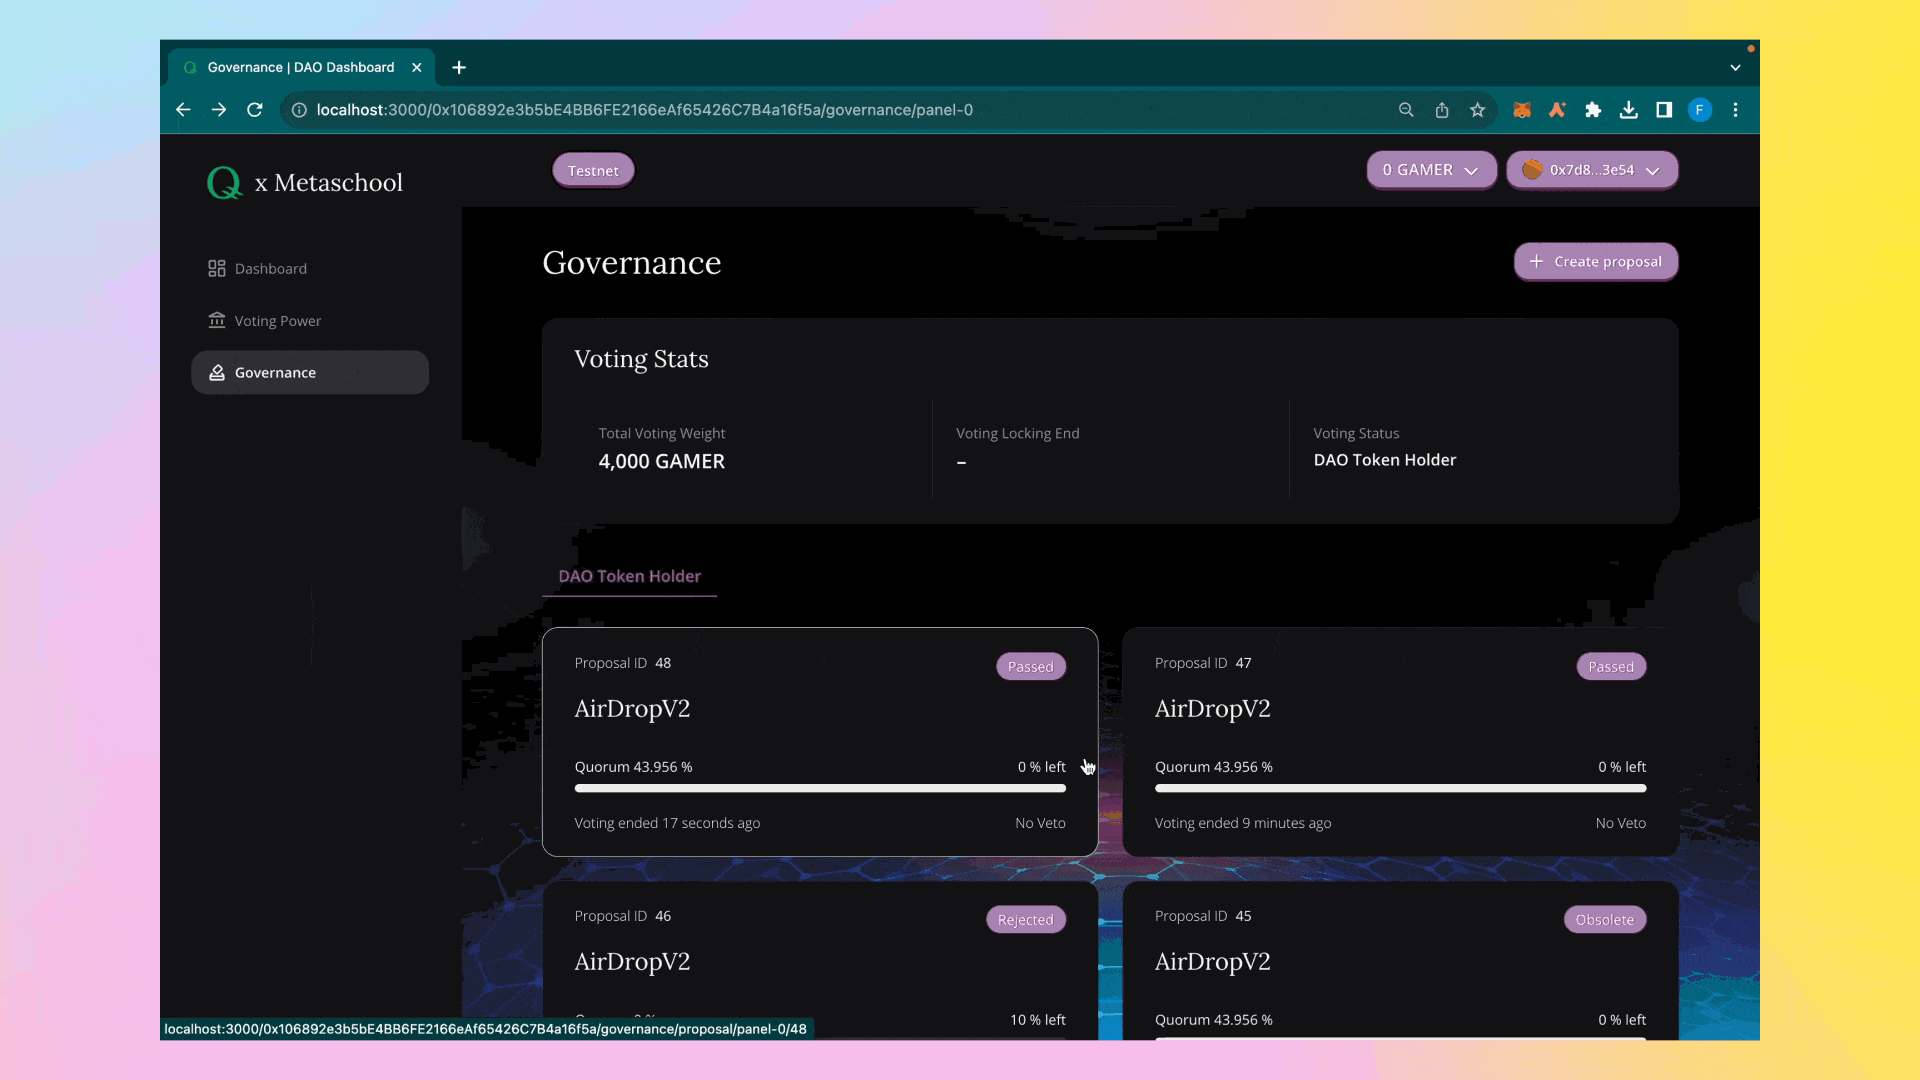 Governance | DAO Dashboard
localhost:3000/0x106892e3b5bE4BB6FE2166eAf65426C7B4a16f5a/governance/panel-0
F
Q x Metaschool
Testnet
0 GAMER
0x7d8...3e54
Dashboard
Voting Power
Governance
Governance
+ Create proposal
Voting Stats
Total Voting Weight
4,000 GAMER
Voting Locking End
–
Voting Status
DAO Token Holder
DAO Token Holder
Proposal ID 48
Passed
AirDropV2
Quorum 43.956 %
0 % left
Voting ended 17 seconds ago
No Veto
Proposal ID 47
Passed
AirDropV2
Quorum 43.956 %
0 % left
Voting ended 9 minutes ago
No Veto
Proposal ID 46
Rejected
AirDropV2
10 % left
Proposal ID 45
Obsolete
AirDropV2
Quorum 43.956 %
0 % left
localhost:3000/0x106892e3b5bE4BB6FE2166eAf65426C7B4a16f5a/governance/proposal/panel-0/48